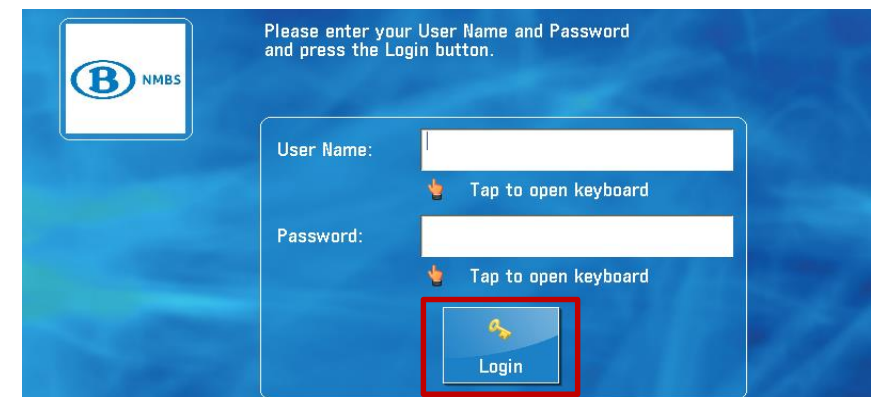 B NMBS
Please enter your User Name and Password
and press the Login button.
User Name:
Tap to open keyboard
Password:
Tap to open keyboard
Login